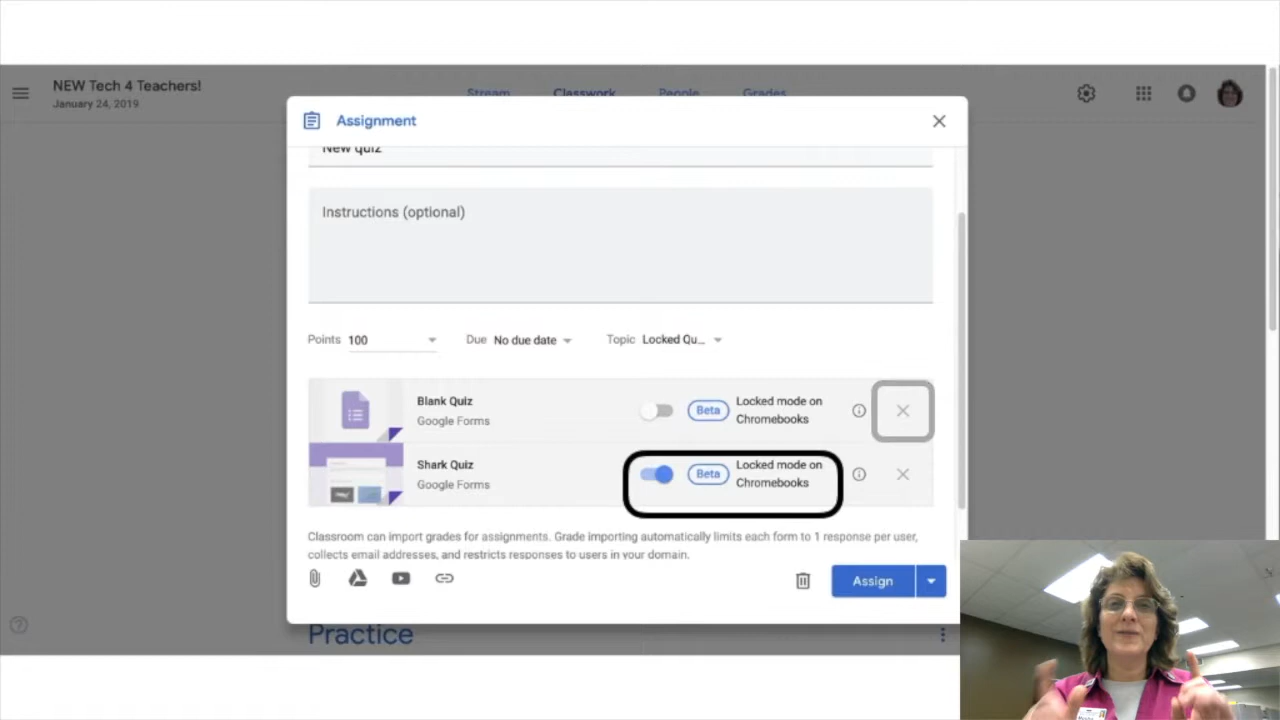 NEW Tech 4 Teachers!
January 24, 2019
Stream Classwork People Grades
Assignment
New quiz
Instructions (optional)
Points 100 Due No due date Topic Locked Qu...
Blank Quiz
Google Forms
Beta Locked mode on
Chromebooks
Shark Quiz
Google Forms
Beta Locked mode on
Chromebooks
Classroom can import grades for assignments. Grade importing automatically limits each form to 1 response per user,
collects email addresses, and restricts responses to users in your domain.
Assign
Practice